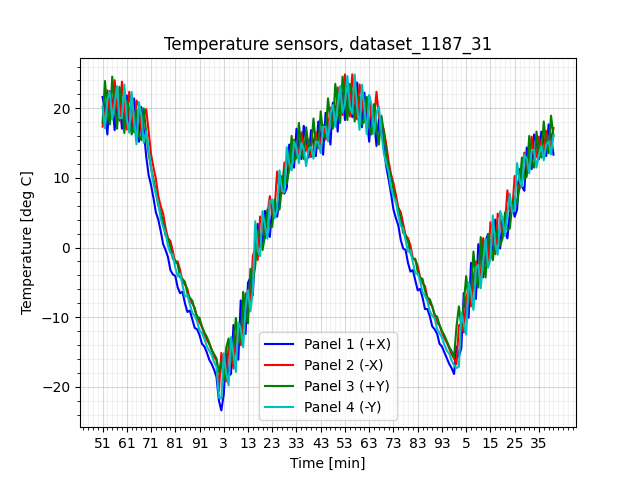 Temperature sensors, dataset_1187_31
Temperature [deg C]
20
10
0
−10
−20
Panel 1 (+X)
Panel 2 (-X)
Panel 3 (+Y)
Panel 4 (-Y)
51 61 71 81 91 3 13 23 33 43 53 63 73 83 93 5 15 25 35
Time [min]